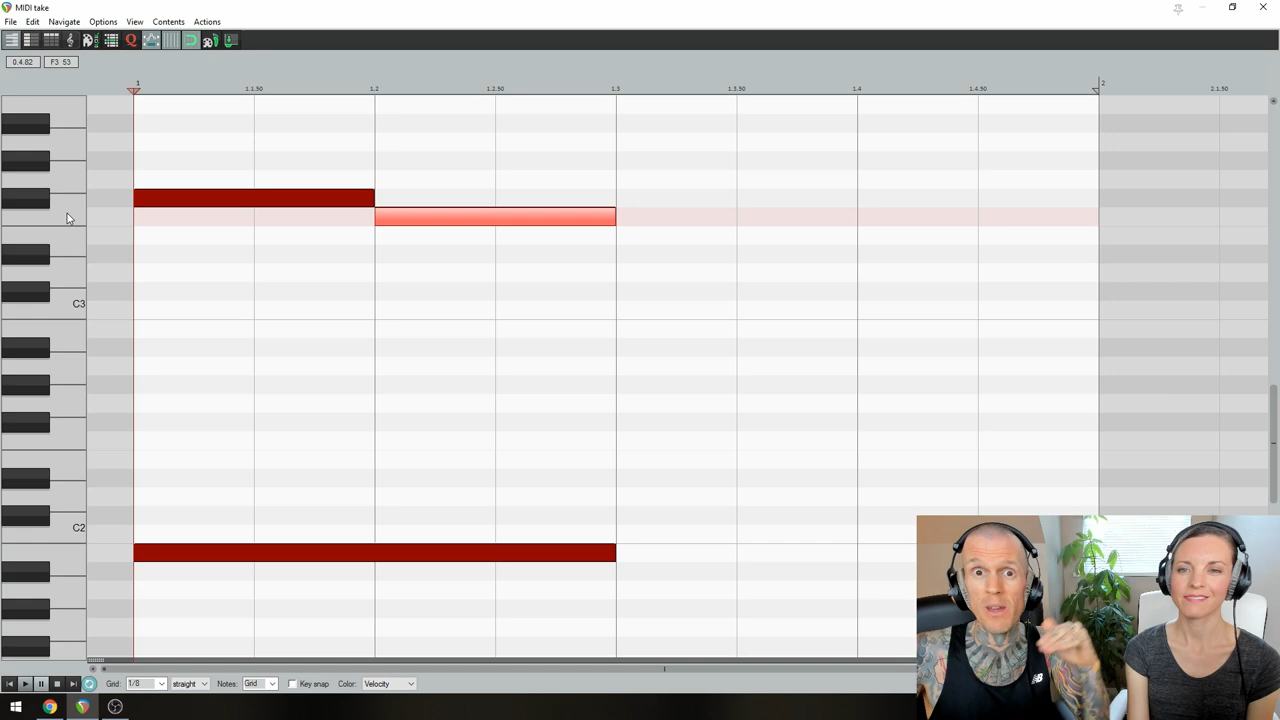 MIDI take
File Edit Navigate Options View Contents Actions
Q
0.4.82 F3 53
1 2
1.1.50 1.2 1.2.50 1.3 1.3.50 1.4 1.4.50 2.1.50
C3
C2
Grid: 1/8 straight Notes: Grid Key snap Color: Velocity